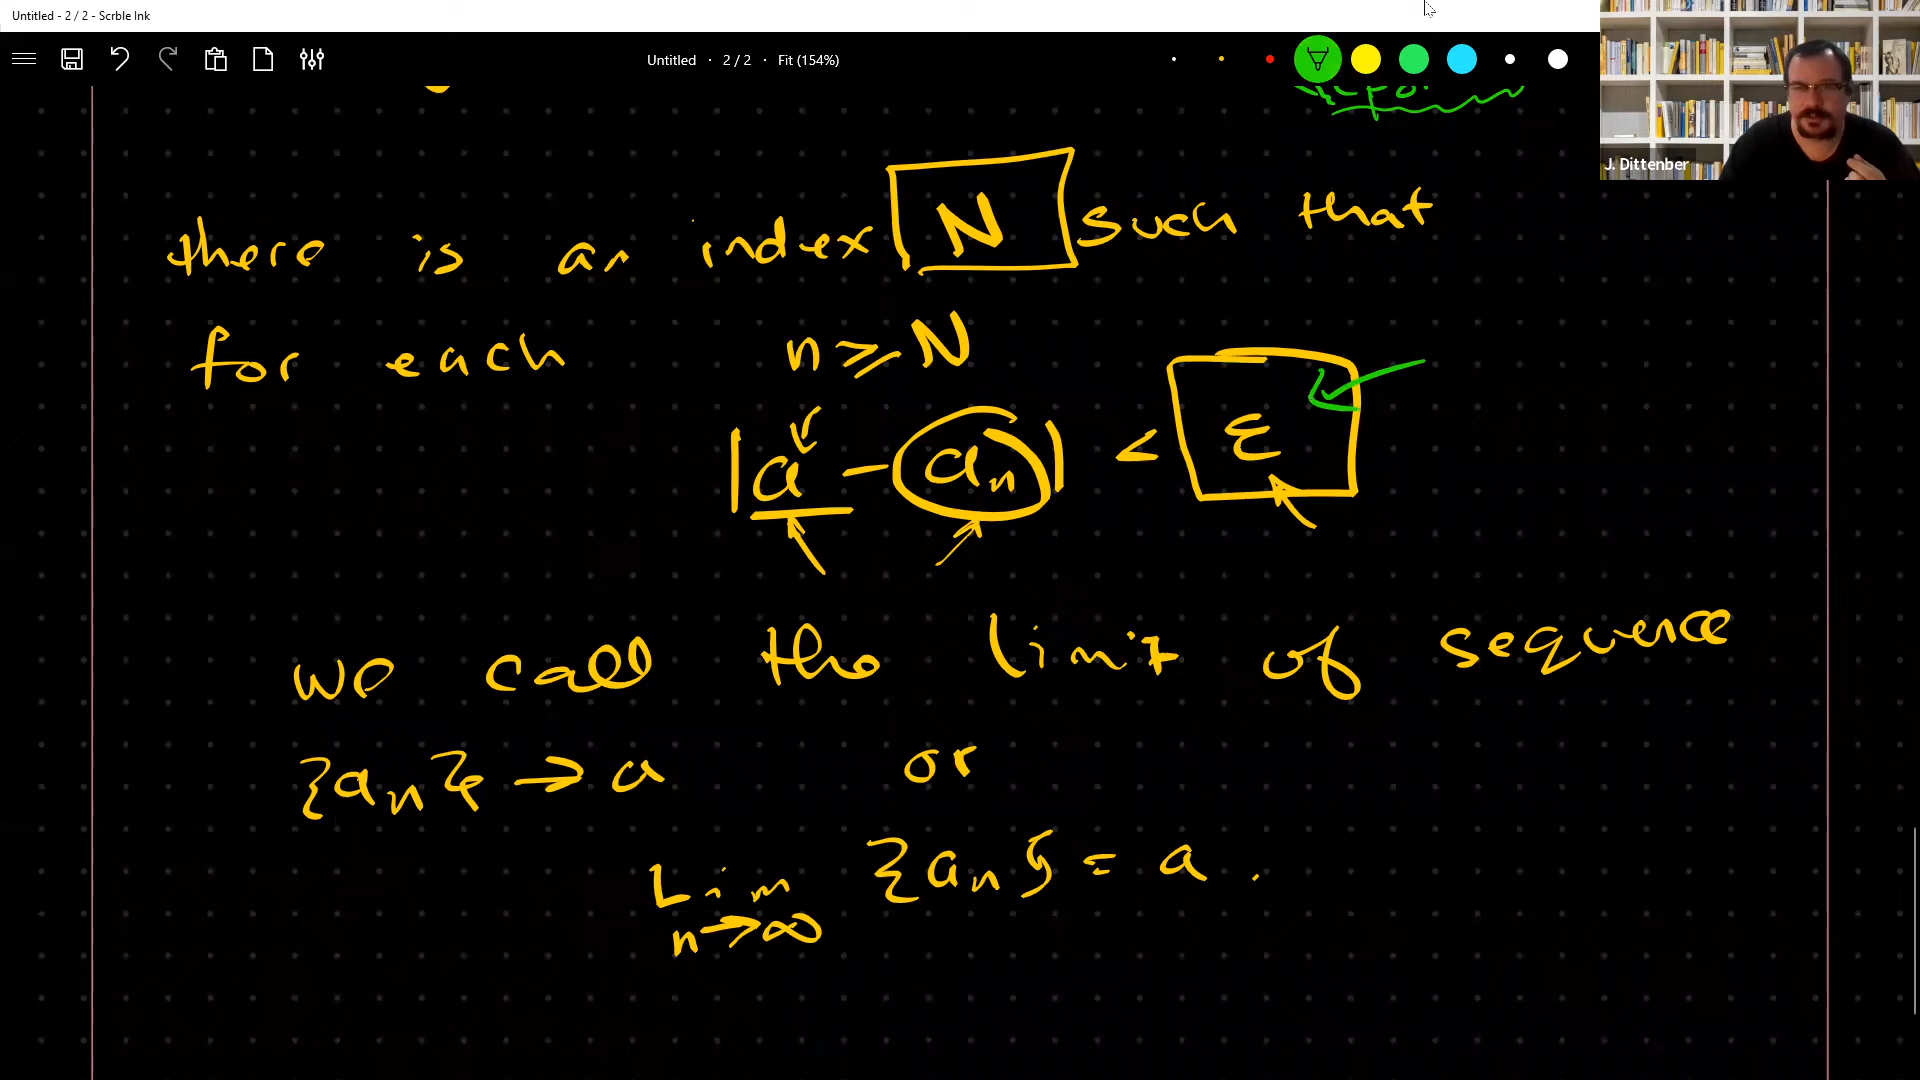 Untitled - 2 / 2 - Scrble Ink
Untitled · 2 / 2 · Fit (154%)
J. Dittenber
there is an index N such that
for each n ≥ N
|a - aₙ| < ε
we call the limit of sequence
{aₙ} → a or
Lim {aₙ} = a .
n→∞